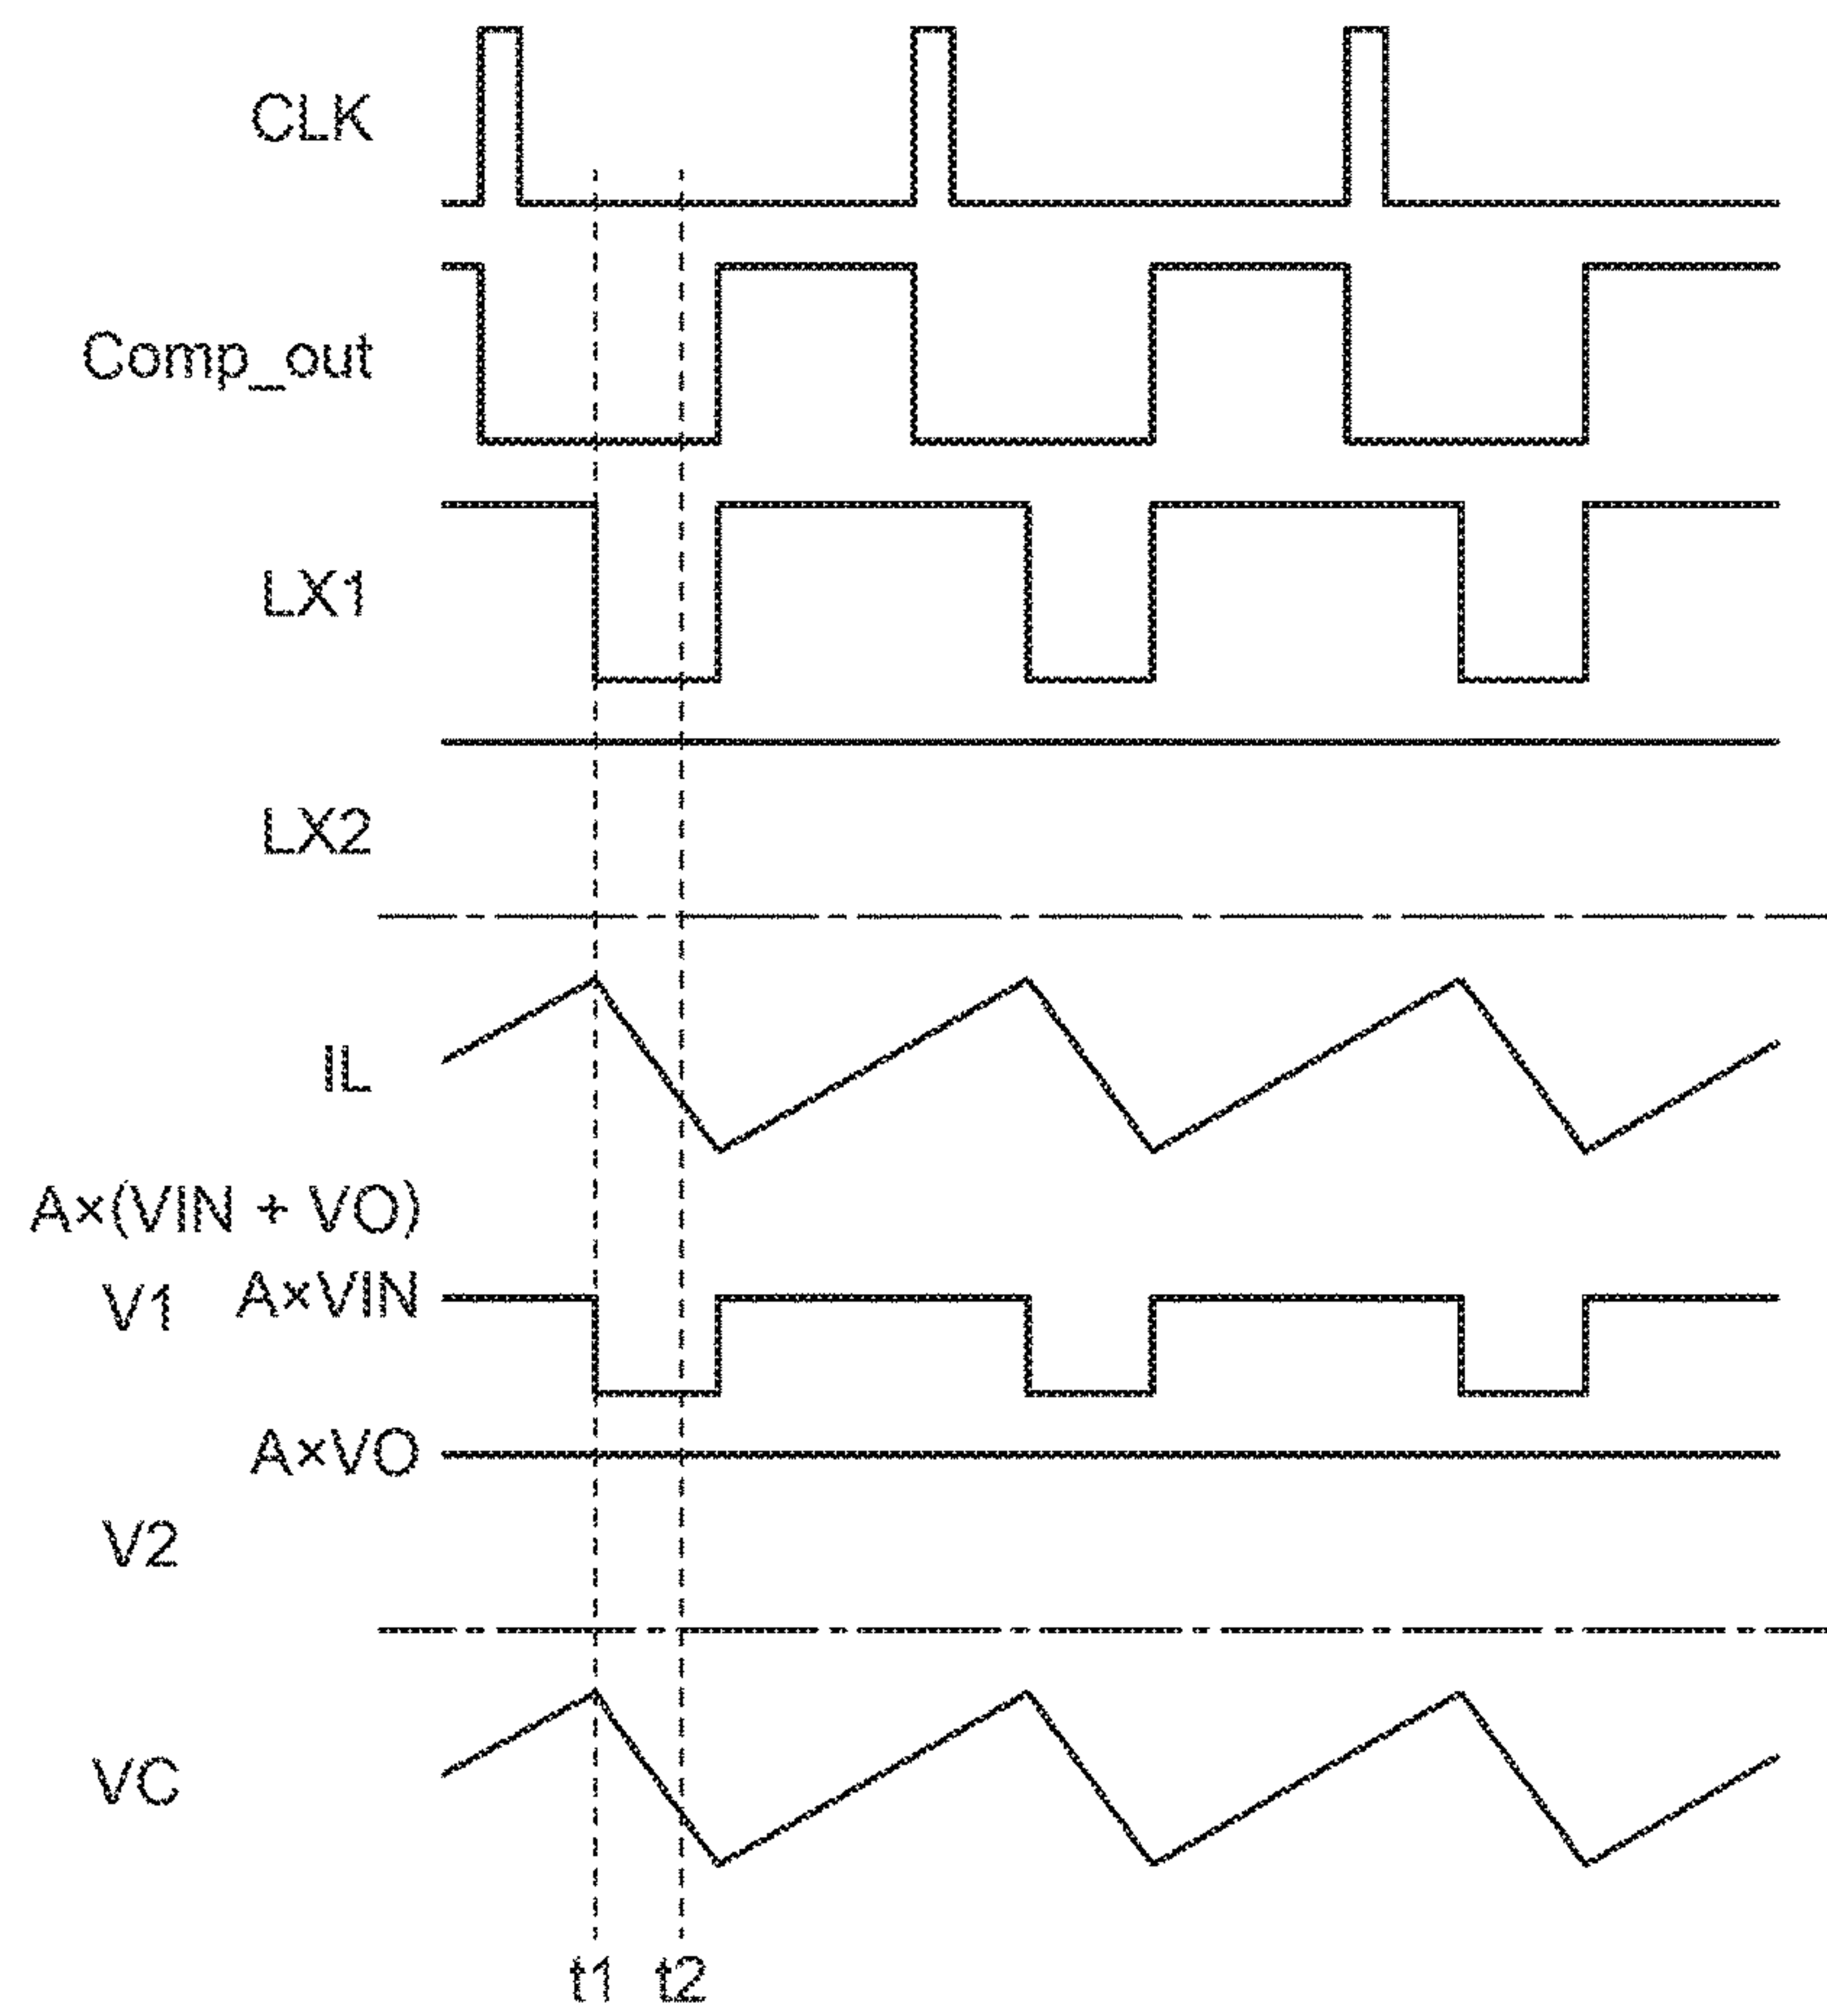 CLK
Comp_out
LX1
LX2
IL
A×(VIN + VO)
V1 A×VIN
A×VO
V2
VC
t1 t2